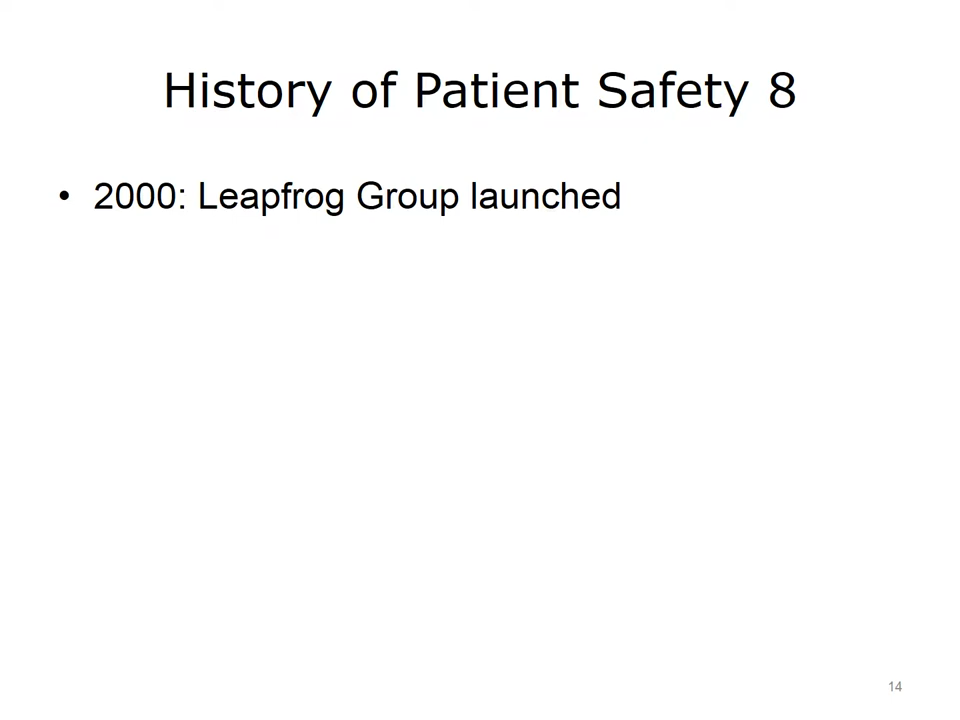 History of Patient Safety 8
• 2000: Leapfrog Group launched
14